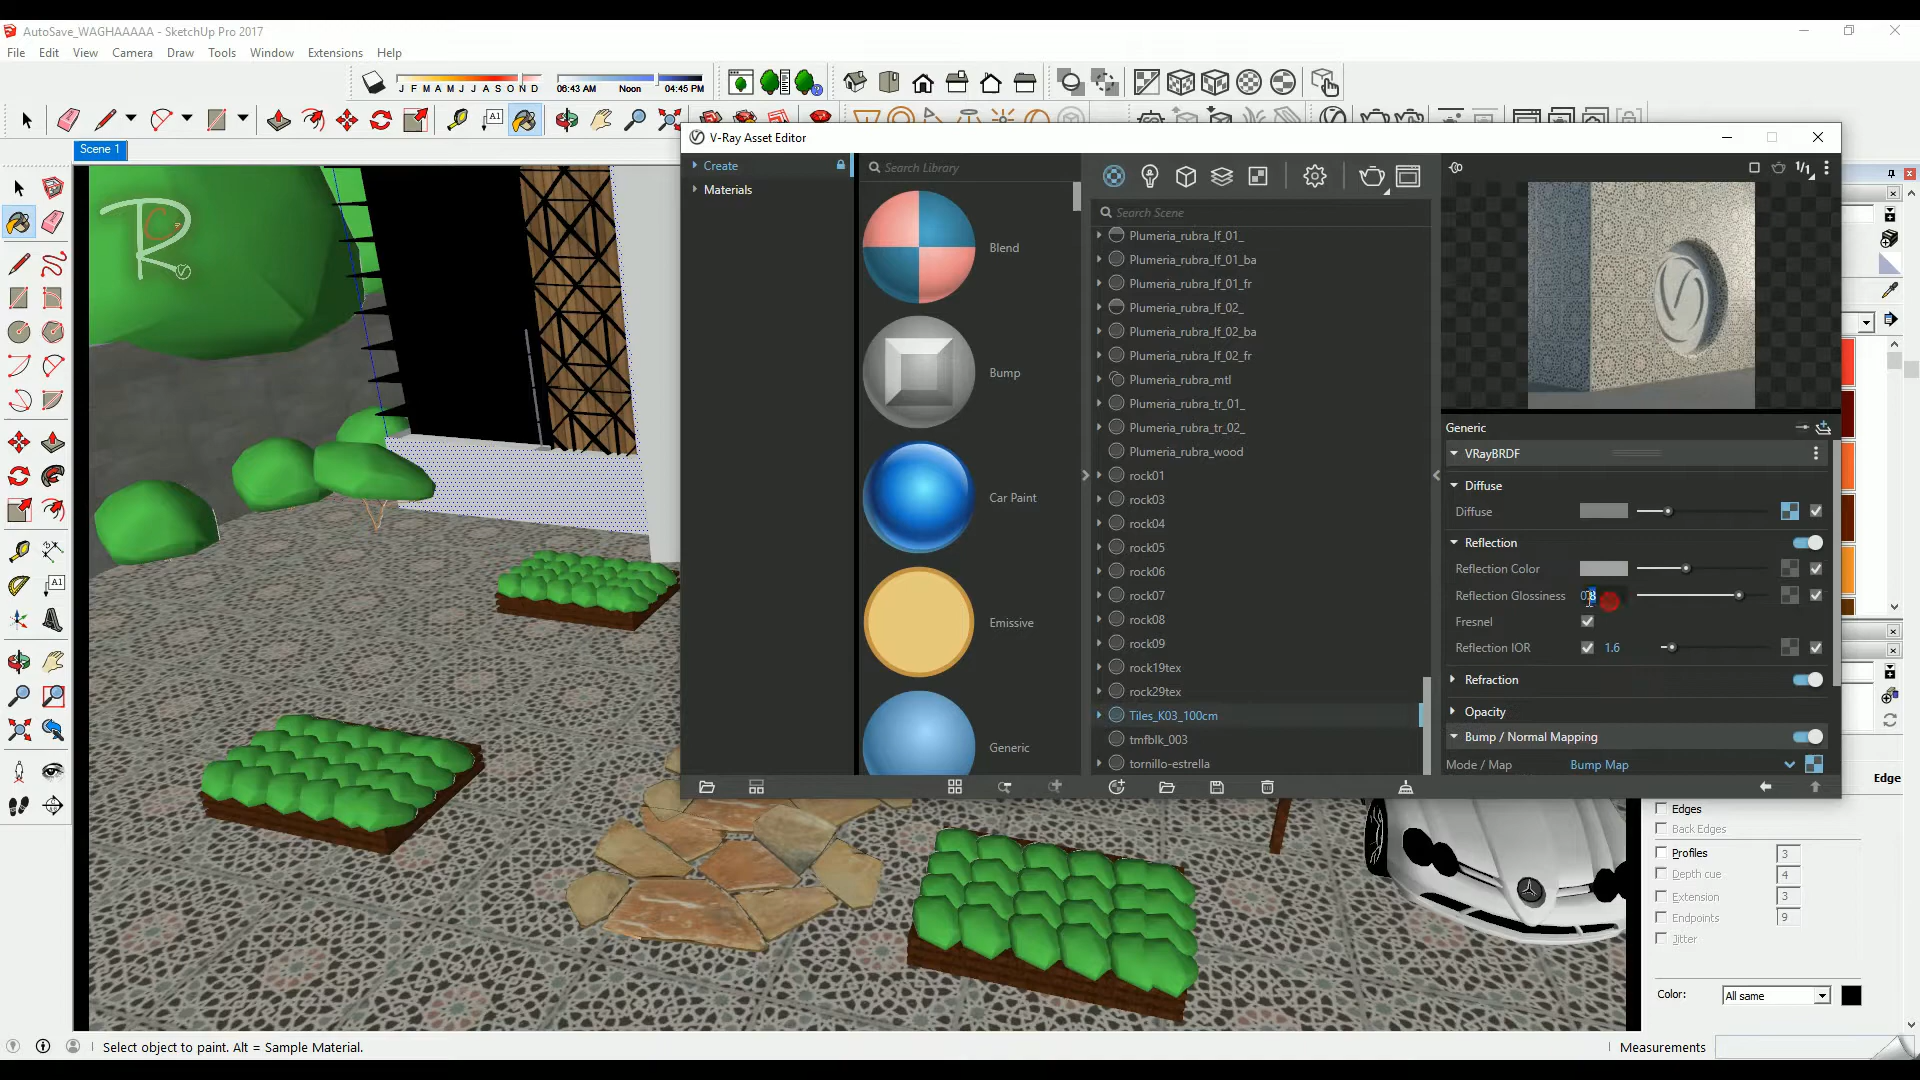 AutoSave_WAGHAAAAA - SketchUp Pro 2017
File Edit View Camera Draw Tools Window Extensions Help
J F M A M J J A S O N D
06:43 AM Noon 04:45 PM
A1
Scene 1
V-Ray Asset Editor
Create
Materials
Search Library
Blend
Bump
Car Paint
Emissive
Generic
Search Scene
Plumeria_rubra_lf_01_
Plumeria_rubra_lf_01_ba
Plumeria_rubra_lf_01_fr
Plumeria_rubra_lf_02_
Plumeria_rubra_lf_02_ba
Plumeria_rubra_lf_02_fr
Plumeria_rubra_mtl
Plumeria_rubra_tr_01_
Plumeria_rubra_tr_02_
Plumeria_rubra_wood
rock01
rock03
rock04
rock05
rock06
rock07
rock08
rock09
rock19tex
rock29tex
Tiles_K03_100cm
tmfblk_003
tornillo-estrella
1/1
Generic
VRayBRDF
Diffuse
Diffuse
Reflection
Reflection Color
Reflection Glossiness
Fresnel
Reflection IOR 1.6
Refraction
Opacity
Bump / Normal Mapping
Mode / Map Bump Map
A1
Edge
Edges
Back Edges
Profiles 3
Depth cue 4
Extension 3
Endpoints 9
Jitter
Color: All same
Select object to paint. Alt = Sample Material.
Measurements